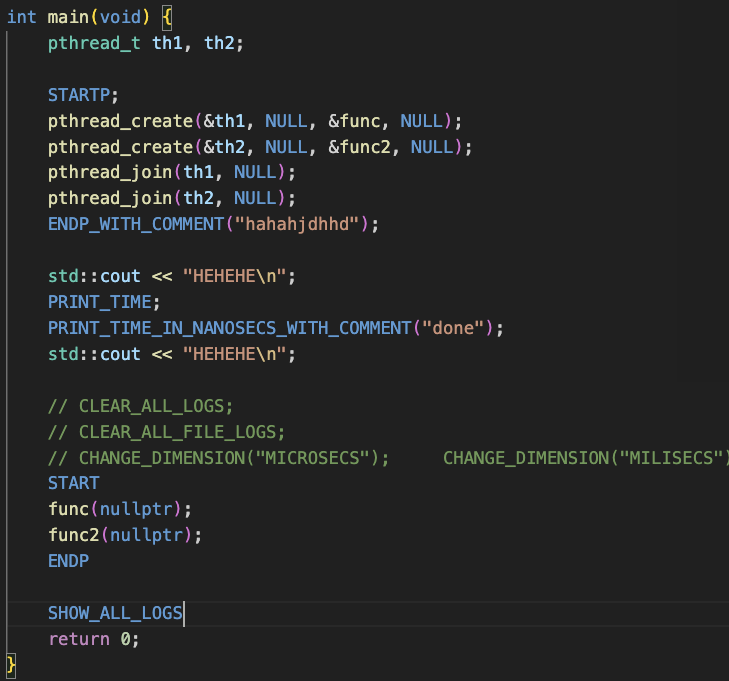 int main(void) {
    pthread_t th1, th2;

    STARTP;
    pthread_create(&th1, NULL, &func, NULL);
    pthread_create(&th2, NULL, &func2, NULL);
    pthread_join(th1, NULL);
    pthread_join(th2, NULL);
    ENDP_WITH_COMMENT("hahahjdhhd");

    std::cout << "HEHEHE\n";
    PRINT_TIME;
    PRINT_TIME_IN_NANOSECS_WITH_COMMENT("done");
    std::cout << "HEHEHE\n";

    // CLEAR_ALL_LOGS;
    // CLEAR_ALL_FILE_LOGS;
    // CHANGE_DIMENSION("MICROSECS");     CHANGE_DIMENSION("MILISECS")
    START
    func(nullptr);
    func2(nullptr);
    ENDP

    SHOW_ALL_LOGS
    return 0;
}